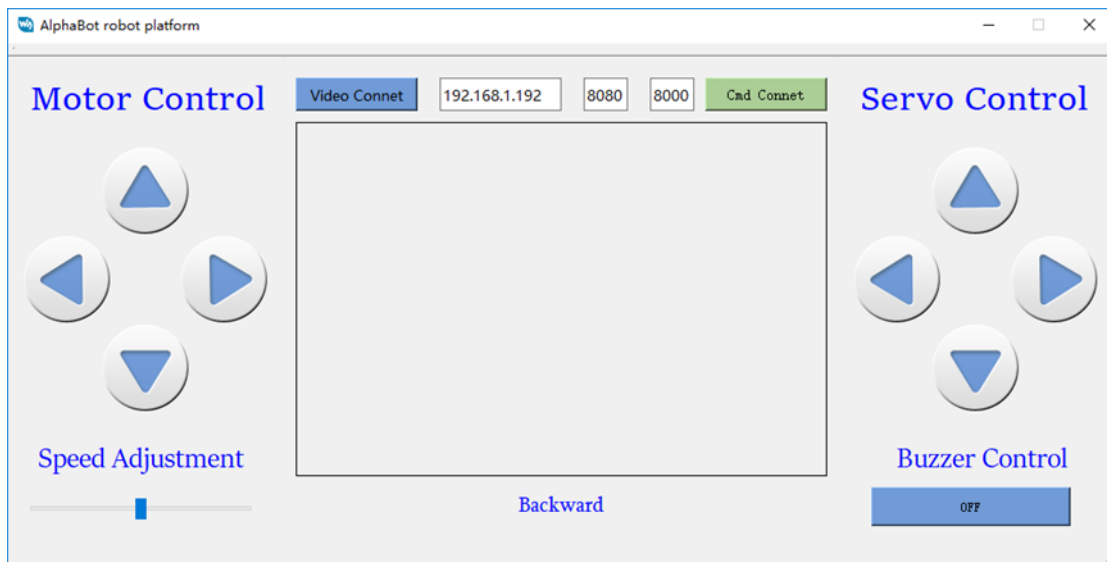 AlphaBot robot platform
Motor Control
Video Connet
192.168.1.192
8080
8000
Cmd Connet
Servo Control
Speed Adjustment
Backward
Buzzer Control
OFF